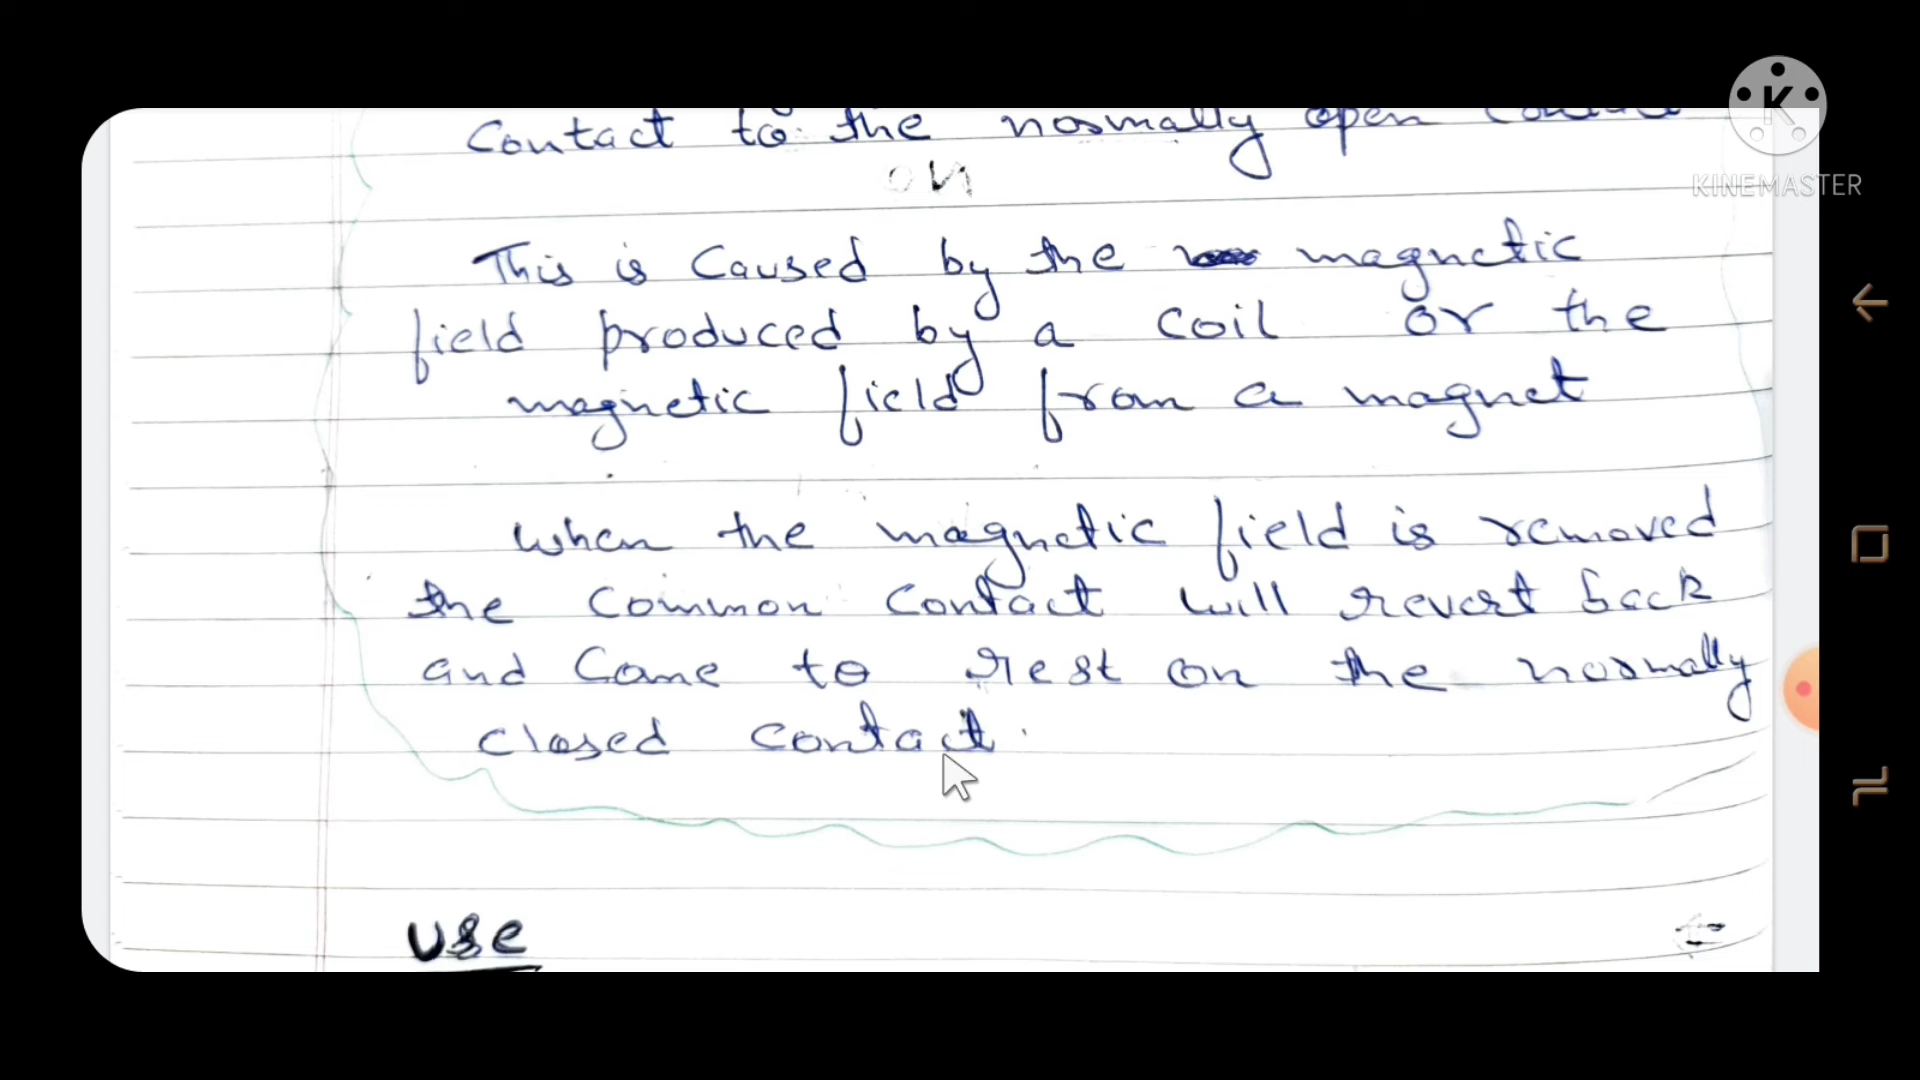 Contact to the normally open contact
on
This is caused by the magnetic
field produced by a coil or the
magnetic field from a magnet
When the magnetic field is removed
the common contact will revert back
and come to rest on the normally
closed contact.
Use
K
KINEMASTER